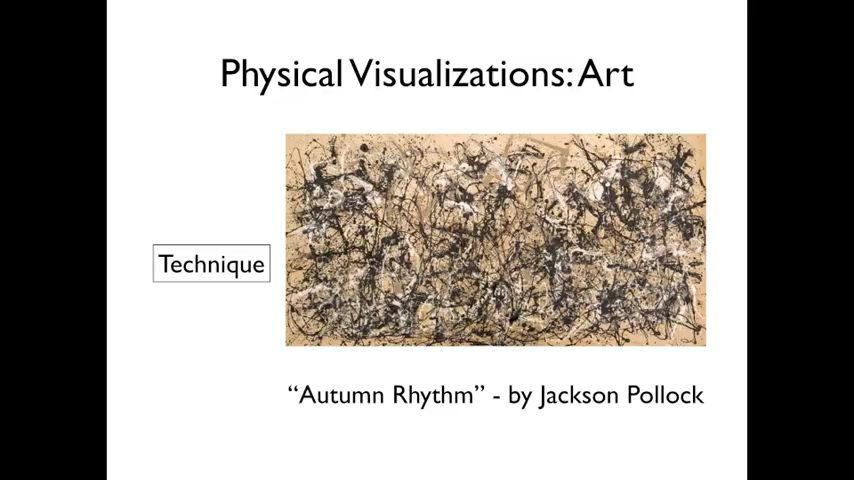 Physical Visualizations: Art
Technique
“Autumn Rhythm” - by Jackson Pollock